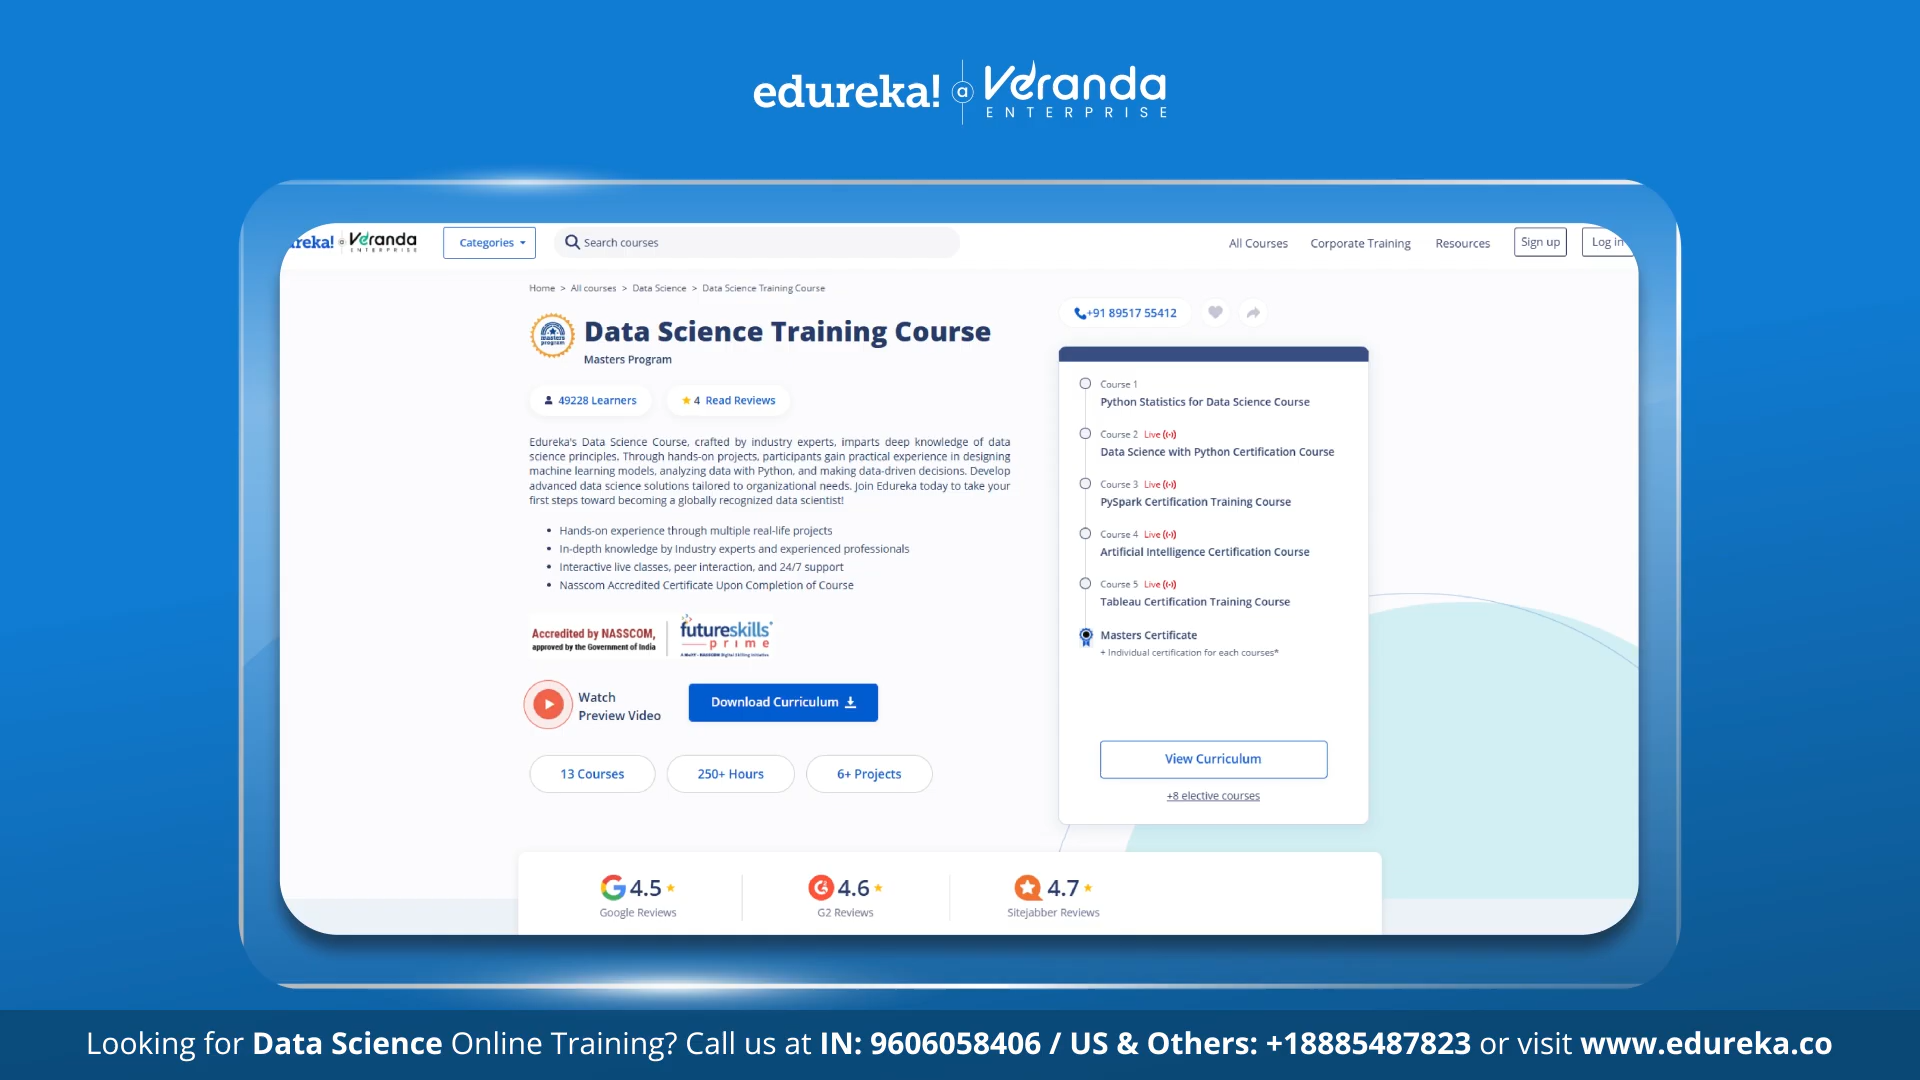 edureka! a Veranda
ENTERPRISE
reka! a Veranda
ENTERPRISE
Categories
Search courses
All Courses
Corporate Training
Resources
Sign up
Log in
Home > All courses > Data Science > Data Science Training Course
masters
program
Data Science Training Course
Masters Program
49228 Learners
4 Read Reviews
Edureka's Data Science Course, crafted by industry experts, imparts deep knowledge of data
science principles. Through hands-on projects, participants gain practical experience in designing
machine learning models, analyzing data with Python, and making data-driven decisions. Develop
advanced data science solutions tailored to organizational needs. Join Edureka today to take your
first steps toward becoming a globally recognized data scientist!
• Hands-on experience through multiple real-life projects
• In-depth knowledge by Industry experts and experienced professionals
• Interactive live classes, peer interaction, and 24/7 support
• Nasscom Accredited Certificate Upon Completion of Course
Accredited by NASSCOM,
approved by the Government of India
futureskills
prime
A MeitY - NASSCOM Digital Skilling Initiative
Watch
Preview Video
Download Curriculum
13 Courses
250+ Hours
6+ Projects
+91 89517 55412
Course 1
Python Statistics for Data Science Course
Course 2 Live
Data Science with Python Certification Course
Course 3 Live
PySpark Certification Training Course
Course 4 Live
Artificial Intelligence Certification Course
Course 5 Live
Tableau Certification Training Course
Masters Certificate
+ Individual certification for each courses*
View Curriculum
+8 elective courses
4.5
Google Reviews
4.6
G2 Reviews
4.7
Sitejabber Reviews
Looking for Data Science Online Training? Call us at IN: 9606058406 / US & Others: +18885487823 or visit www.edureka.co